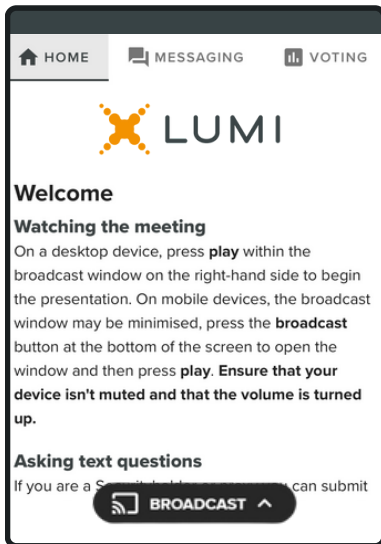 HOME MESSAGING VOTING
LUMI
Welcome
Watching the meeting
On a desktop device, press play within the
broadcast window on the right-hand side to begin
the presentation. On mobile devices, the broadcast
window may be minimised, press the broadcast
button at the bottom of the screen to open the
window and then press play. Ensure that your
device isn't muted and that the volume is turned
up.
Asking text questions
If you are a can submit
BROADCAST